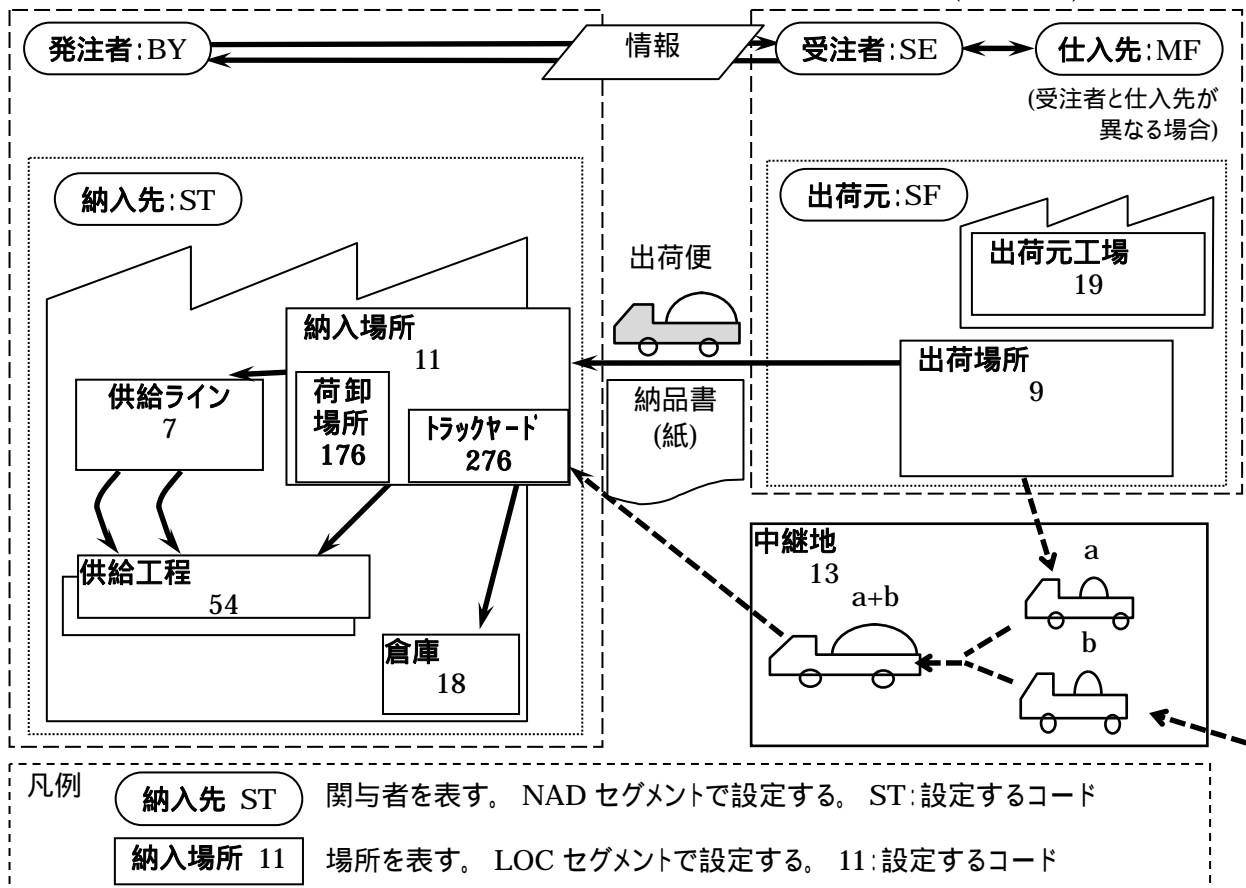 発注者:BY
情報
受注者:SE
仕入先:MF
(受注者と仕入先が
異なる場合)
納入先:ST
出荷元:SF
出荷元工場
19
出荷便
納入場所
11
出荷場所
9
供給ライン
7
荷卸
場所
176
トラックヤード
276
納品書
(紙)
中継地
13
a
a+b
b
供給工程
54
倉庫
18
凡例
納入先 ST
関与者を表す。 NAD セグメントで設定する。 ST:設定するコード
納入場所 11
場所を表す。 LOC セグメントで設定する。 11:設定するコード